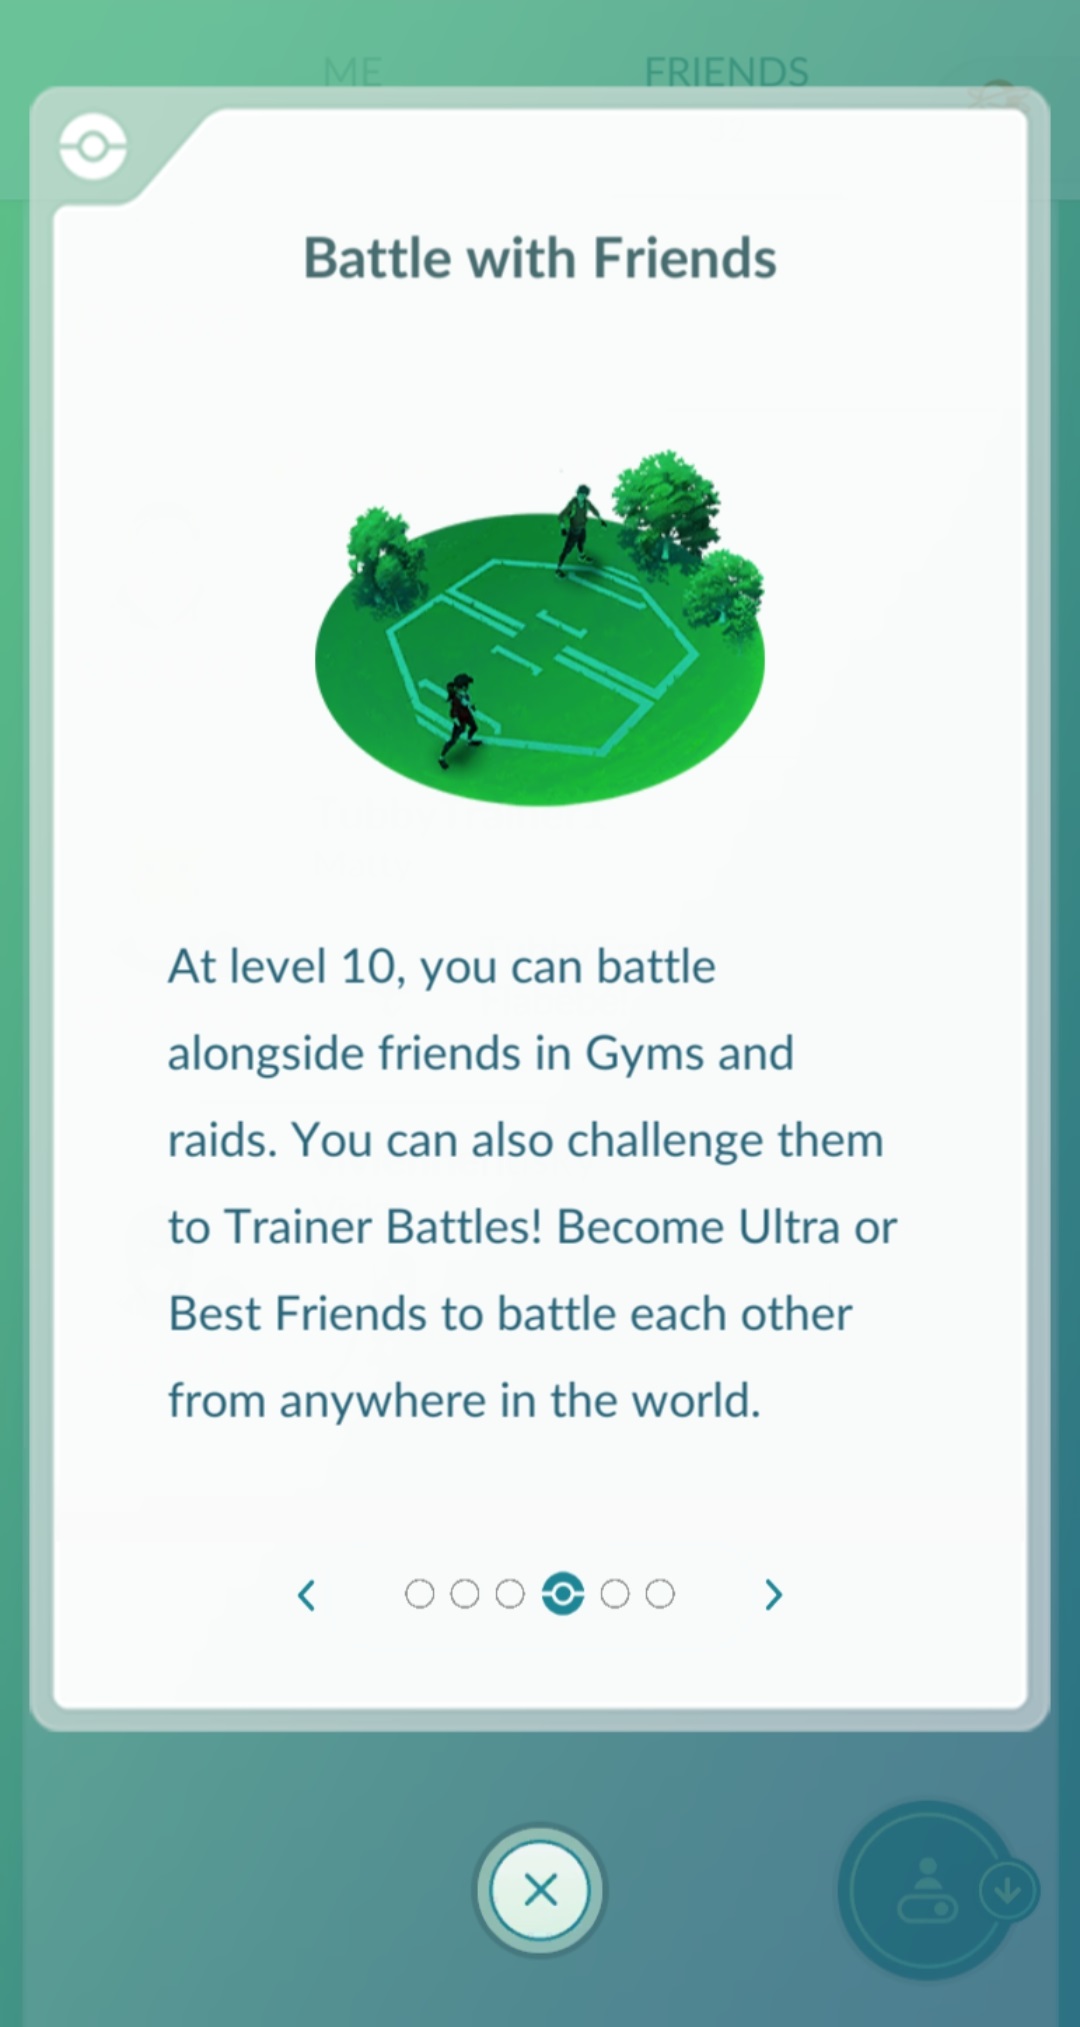 ME FRIENDS
Battle with Friends
At level 10, you can battle
alongside friends in Gyms and
raids. You can also challenge them
to Trainer Battles! Become Ultra or
Best Friends to battle each other
from anywhere in the world.